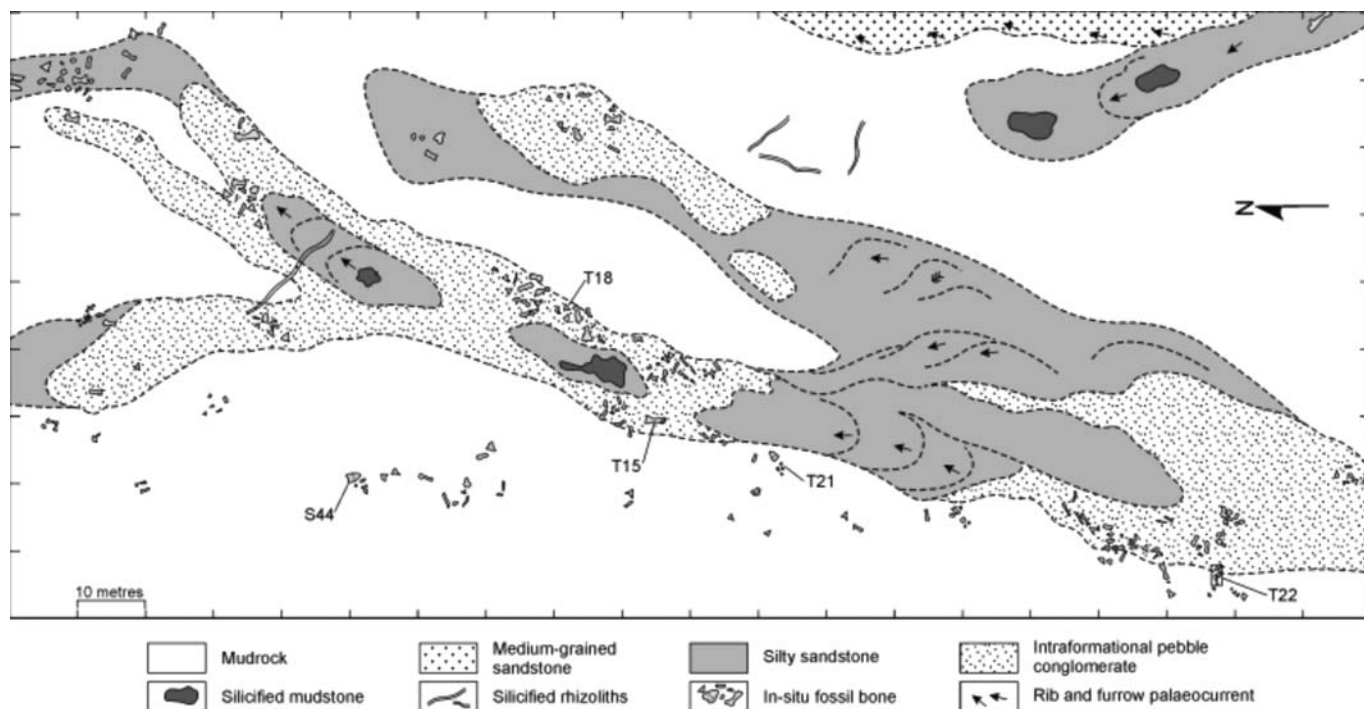 N
T18
T15
T21
S44
T22
10 metres
Mudrock
Medium-grained
sandstone
Silty sandstone
Intraformational pebble
conglomerate
Silicified mudstone
Silicified rhizoliths
In-situ fossil bone
Rib and furrow palaeocurrent